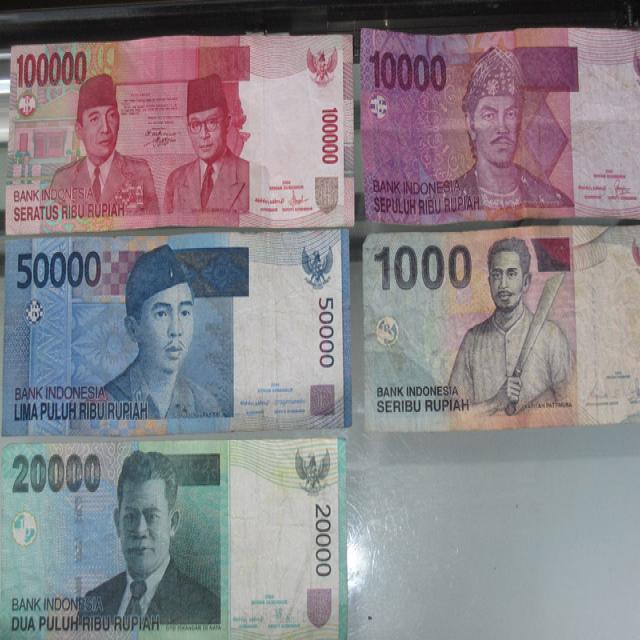 100000
100000
BANK INDONESIA
SERATUS RIBU RUPIAH
10000
BANK INDONESIA
SEPULUH RIBU RUPIAH
50000
50000
BANK INDONESIA
LIMA PULUH RIBU RUPIAH
1000
BANK INDONESIA
SERIBU RUPIAH
20000
20000
BANK INDONESIA
DUA PULUH RIBU RUPIAH